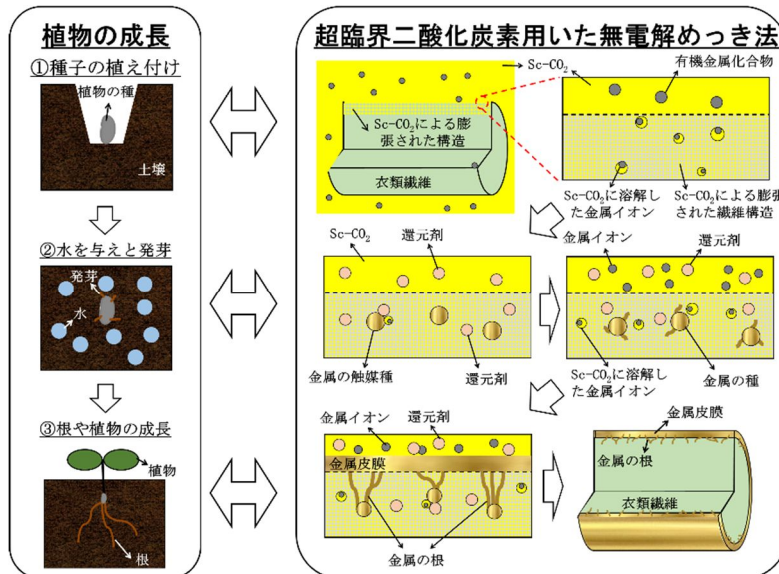 植物の成長
①種子の植え付け
植物の種
土壌
②水を与えと発芽
発芽
水
③根や植物の成長
植物
根
超臨界二酸化炭素用いた無電解めっき法
Sc-CO₂
有機金属化合物
Sc-CO₂による膨
張された構造
衣類繊維
Sc-CO₂に溶解し
た金属イオン
Sc-CO₂による膨張
された繊維構造
Sc-CO₂
還元剤
金属イオン
還元剤
金属の触媒種
還元剤
Sc-CO₂に溶解し
た金属イオン
金属の種
金属イオン
還元剤
金属皮膜
金属の根
金属皮膜
金属の根
衣類繊維